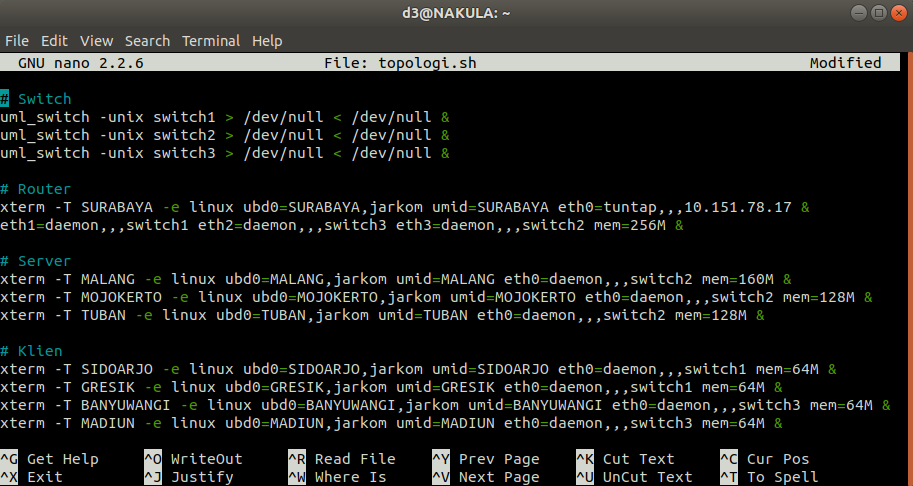 d3@NAKULA: ~
File Edit View Search Terminal Help
GNU nano 2.2.6 File: topologi.sh Modified
# Switch
uml_switch -unix switch1 > /dev/null < /dev/null &
uml_switch -unix switch2 > /dev/null < /dev/null &
uml_switch -unix switch3 > /dev/null < /dev/null &
# Router
xterm -T SURABAYA -e linux ubd0=SURABAYA,jarkom umid=SURABAYA eth0=tuntap,,,10.151.78.17 &
eth1=daemon,,,switch1 eth2=daemon,,,switch3 eth3=daemon,,,switch2 mem=256M &
# Server
xterm -T MALANG -e linux ubd0=MALANG,jarkom umid=MALANG eth0=daemon,,,switch2 mem=160M &
xterm -T MOJOKERTO -e linux ubd0=MOJOKERTO,jarkom umid=MOJOKERTO eth0=daemon,,,switch2 mem=128M &
xterm -T TUBAN -e linux ubd0=TUBAN,jarkom umid=TUBAN eth0=daemon,,,switch2 mem=128M &
# Klien
xterm -T SIDOARJO -e linux ubd0=SIDOARJO,jarkom umid=SIDOARJO eth0=daemon,,,switch1 mem=64M &
xterm -T GRESIK -e linux ubd0=GRESIK,jarkom umid=GRESIK eth0=daemon,,,switch1 mem=64M &
xterm -T BANYUWANGI -e linux ubd0=BANYUWANGI,jarkom umid=BANYUWANGI eth0=daemon,,,switch3 mem=64M &
xterm -T MADIUN -e linux ubd0=MADIUN,jarkom umid=MADIUN eth0=daemon,,,switch3 mem=64M &
^G Get Help ^O WriteOut ^R Read File ^Y Prev Page ^K Cut Text ^C Cur Pos
^X Exit ^J Justify ^W Where Is ^V Next Page ^U UnCut Text ^T To Spell